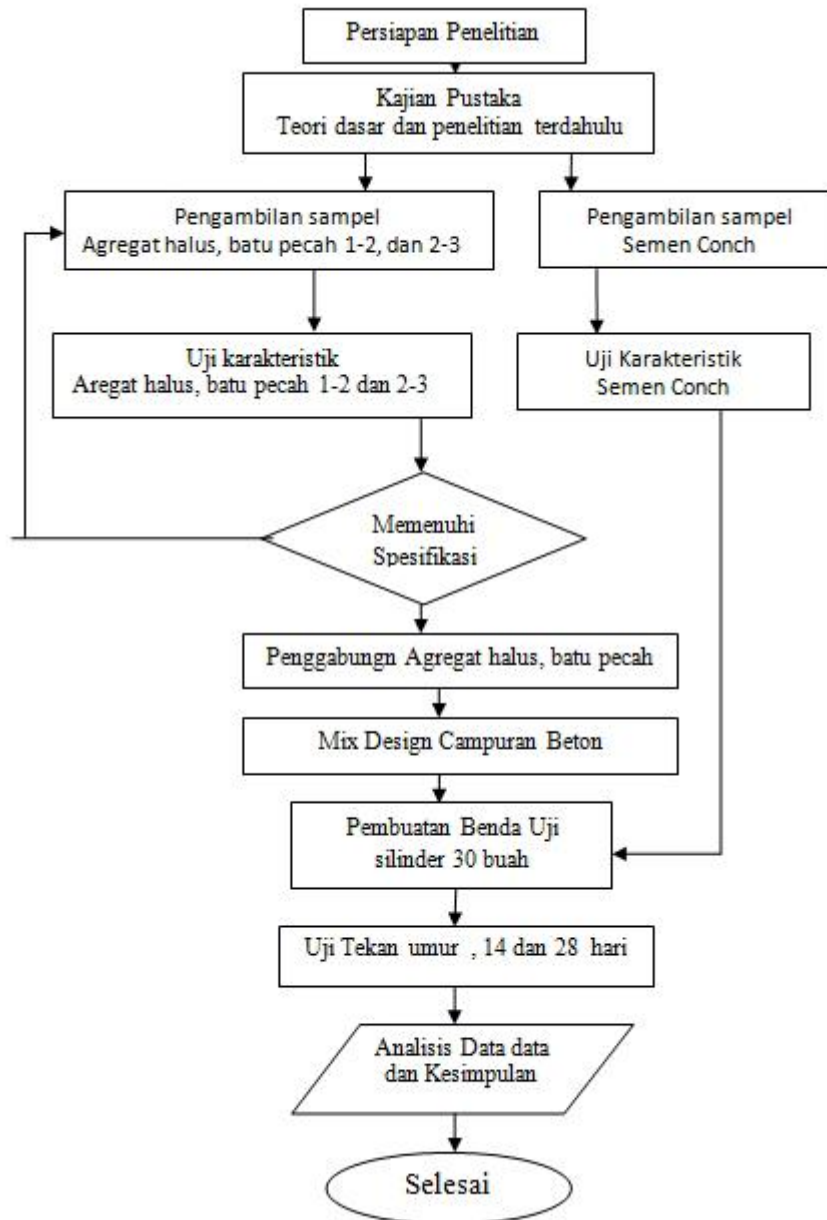 Persiapan Penelitian
Kajian Pustaka
Teori dasar dan penelitian terdahulu
Pengambilan sampel
Agregat halus, batu pecah 1-2, dan 2-3
Pengambilan sampel
Semen Conch
Uji karakteristik
Aregat halus, batu pecah 1-2 dan 2-3
Uji Karakteristik
Semen Conch
Memenuhi
Spesifikasi
Penggabungn Agregat halus, batu pecah
Mix Design Campuran Beton
Pembuatan Benda Uji
silinder 30 buah
Uji Tekan umur , 14 dan 28 hari
Analisis Data data
dan Kesimpulan
Selesai